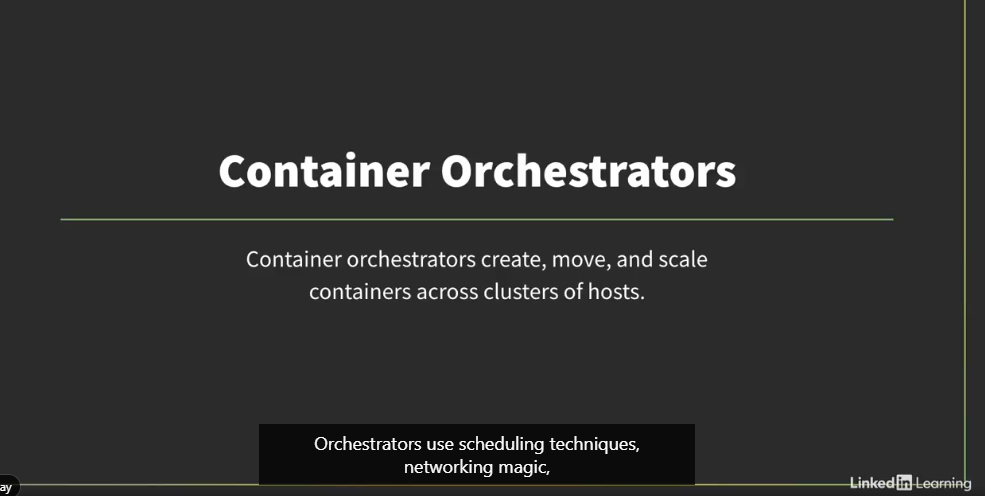 Container Orchestrators
Container orchestrators create, move, and scale
containers across clusters of hosts.
Orchestrators use scheduling techniques,
networking magic,
ay
LinkedIn Learning